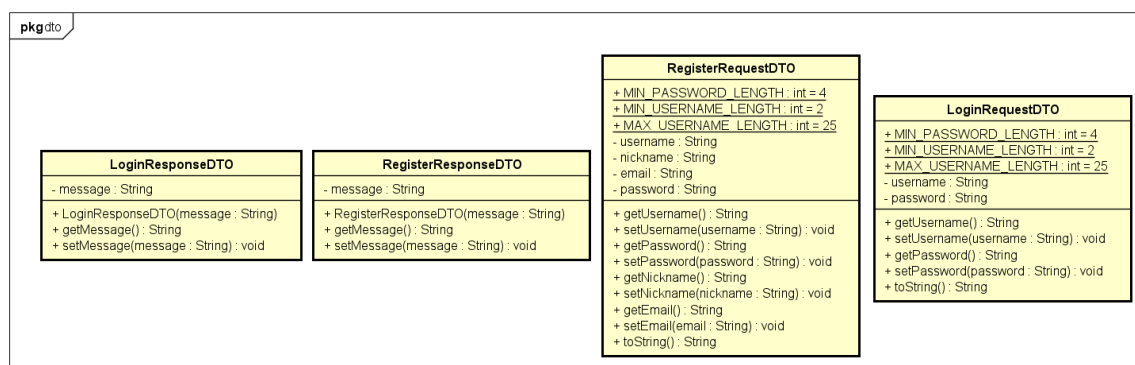 pkg dto
LoginResponseDTO
- message : String
+ LoginResponseDTO(message : String)
+ getMessage() : String
+ setMessage(message : String) : void
RegisterResponseDTO
- message : String
+ RegisterResponseDTO(message : String)
+ getMessage() : String
+ setMessage(message : String) : void
RegisterRequestDTO
+ MIN_PASSWORD_LENGTH : int = 4
+ MIN_USERNAME_LENGTH : int = 2
+ MAX_USERNAME_LENGTH : int = 25
- username : String
- nickname : String
- email : String
- password : String
+ getUsername() : String
+ setUsername(username : String) : void
+ getPassword() : String
+ setPassword(password : String) : void
+ getNickname() : String
+ setNickname(nickname : String) : void
+ getEmail() : String
+ setEmail(email : String) : void
+ toString() : String
LoginRequestDTO
+ MIN_PASSWORD_LENGTH : int = 4
+ MIN_USERNAME_LENGTH : int = 2
+ MAX_USERNAME_LENGTH : int = 25
- username : String
- password : String
+ getUsername() : String
+ setUsername(username : String) : void
+ getPassword() : String
+ setPassword(password : String) : void
+ toString() : String